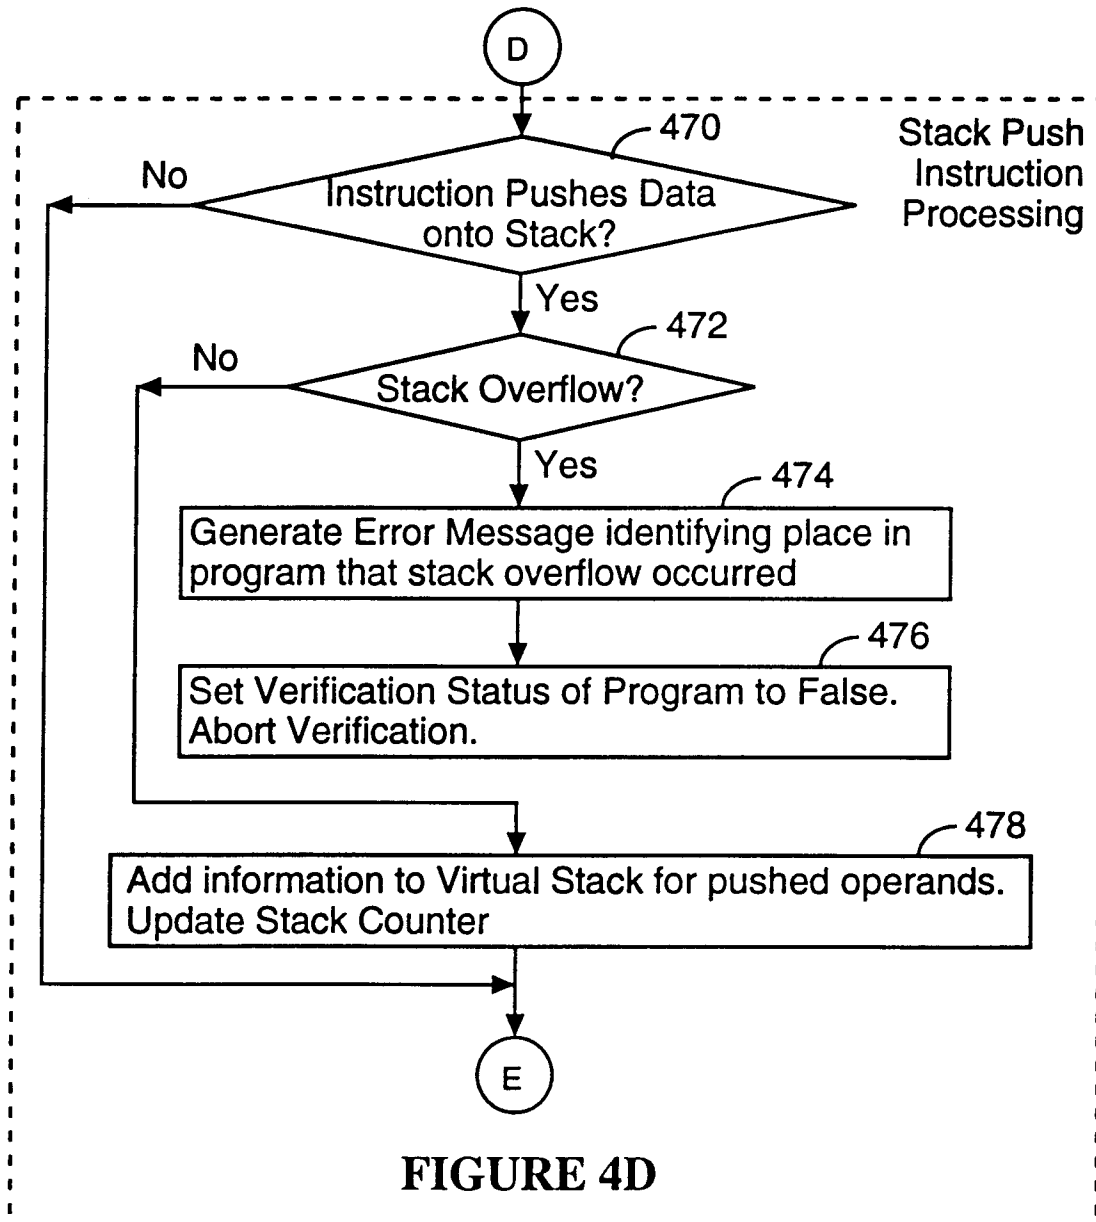 D
470
Stack Push
Instruction
Processing
No
Instruction Pushes Data
onto Stack?
Yes
472
No
Stack Overflow?
Yes
474
Generate Error Message identifying place in
program that stack overflow occurred
476
Set Verification Status of Program to False.
Abort Verification.
478
Add information to Virtual Stack for pushed operands.
Update Stack Counter
E
FIGURE 4D